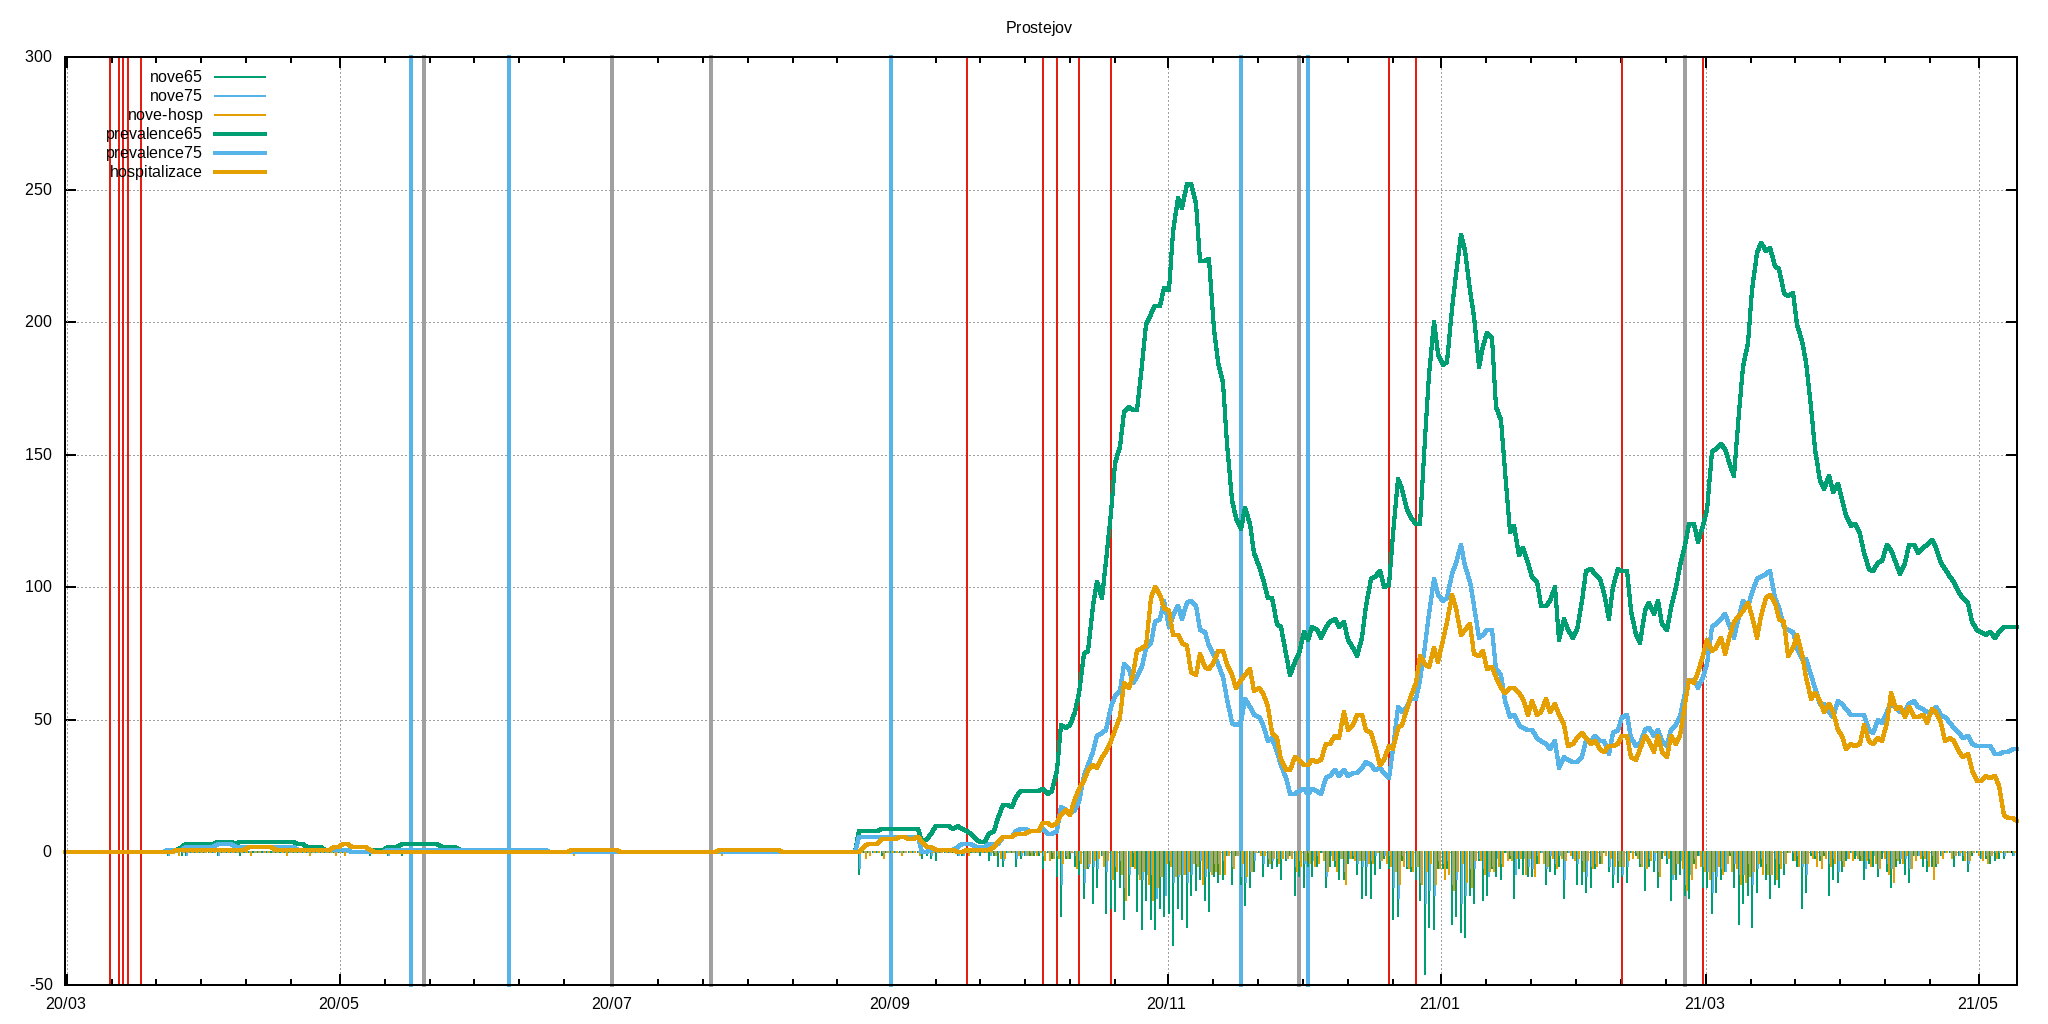 Prostejov
300
nove65
nove75
nove-hosp
prevalence65
prevalence75
hospitalizace
250
200
150
100
50
0
-50
20/03 20/05 20/07 20/09 20/11 21/01 21/03 21/05